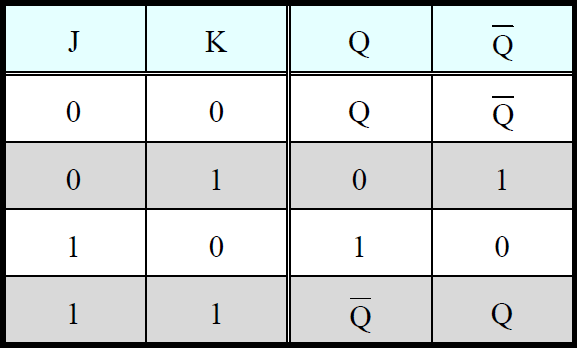 J K Q Q̅
0 0 Q Q̅
0 1 0 1
1 0 1 0
1 1 Q̅ Q